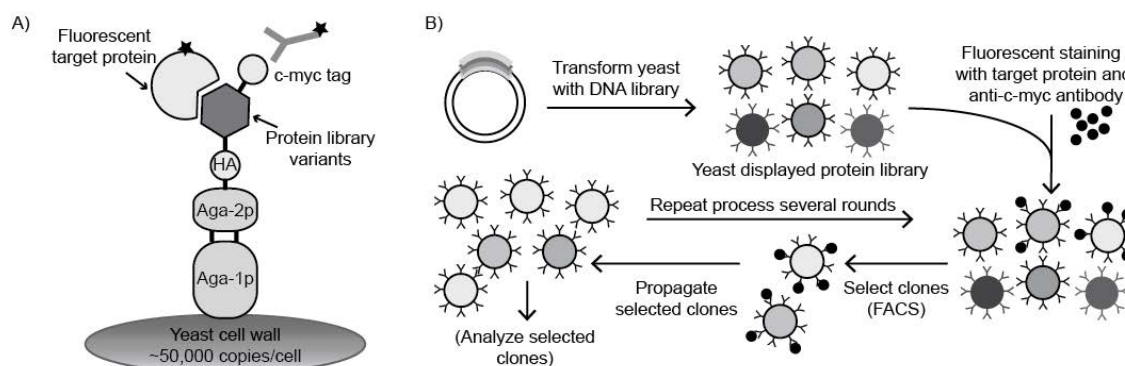 A)
Fluorescent
target protein
c-myc tag
Protein library
variants
HA
Aga-2p
Aga-1p
Yeast cell wall
~50,000 copies/cell
B)
Transform yeast
with DNA library
Yeast displayed protein library
Fluorescent staining
with target protein and
anti-c-myc antibody
Repeat process several rounds
Select clones
(FACS)
Propagate
selected clones
(Analyze selected
clones)